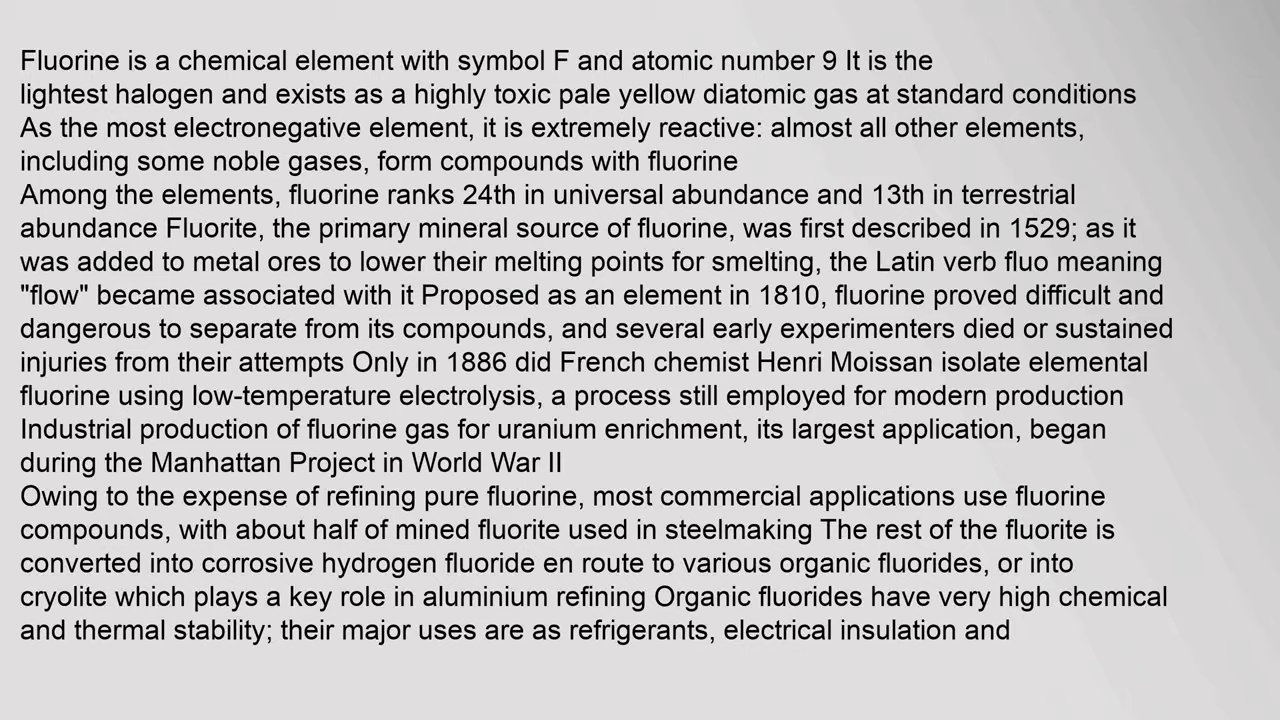 Fluorine is a chemical element with symbol F and atomic number 9 It is the
lightest halogen and exists as a highly toxic pale yellow diatomic gas at standard conditions
As the most electronegative element, it is extremely reactive: almost all other elements,
including some noble gases, form compounds with fluorine
Among the elements, fluorine ranks 24th in universal abundance and 13th in terrestrial
abundance Fluorite, the primary mineral source of fluorine, was first described in 1529; as it
was added to metal ores to lower their melting points for smelting, the Latin verb fluo meaning
"flow" became associated with it Proposed as an element in 1810, fluorine proved difficult and
dangerous to separate from its compounds, and several early experimenters died or sustained
injuries from their attempts Only in 1886 did French chemist Henri Moissan isolate elemental
fluorine using low-temperature electrolysis, a process still employed for modern production
Industrial production of fluorine gas for uranium enrichment, its largest application, began
during the Manhattan Project in World War II
Owing to the expense of refining pure fluorine, most commercial applications use fluorine
compounds, with about half of mined fluorite used in steelmaking The rest of the fluorite is
converted into corrosive hydrogen fluoride en route to various organic fluorides, or into
cryolite which plays a key role in aluminium refining Organic fluorides have very high chemical
and thermal stability; their major uses are as refrigerants, electrical insulation and